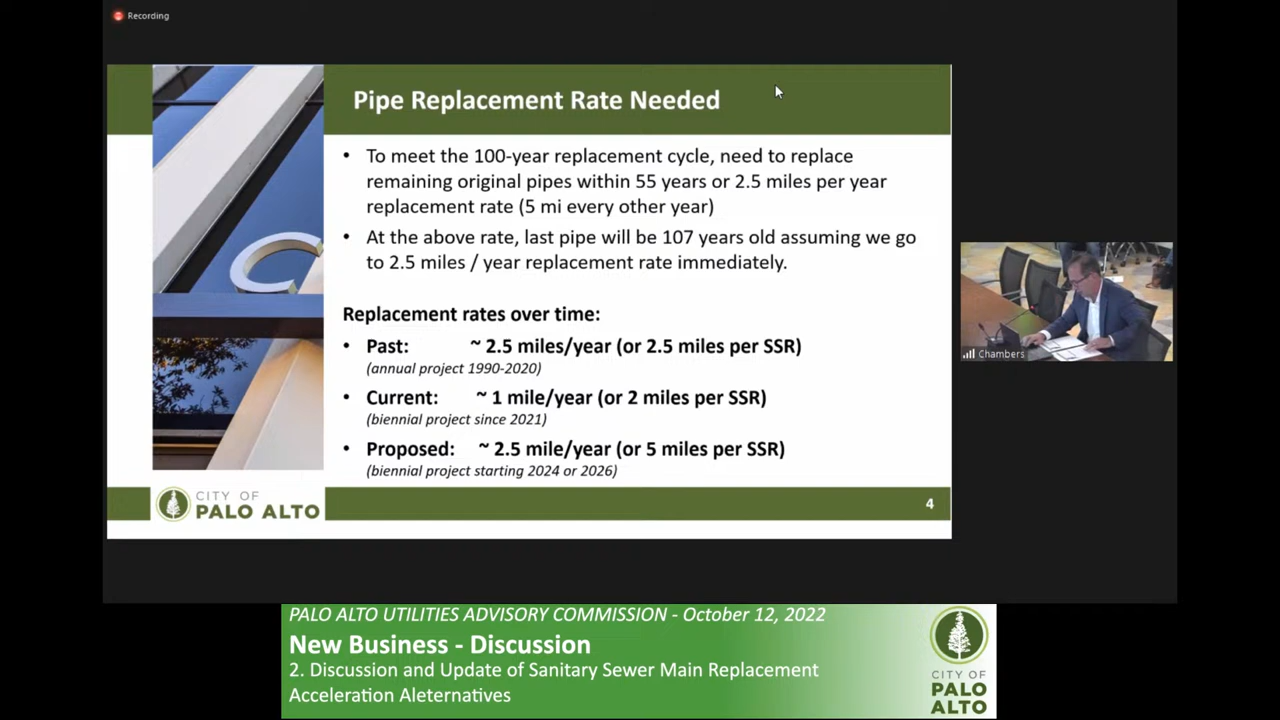 Recording
Pipe Replacement Rate Needed
• To meet the 100-year replacement cycle, need to replace
remaining original pipes within 55 years or 2.5 miles per year
replacement rate (5 mi every other year)
• At the above rate, last pipe will be 107 years old assuming we go
to 2.5 miles / year replacement rate immediately.
Replacement rates over time:
• Past: ~ 2.5 miles/year (or 2.5 miles per SSR)
(annual project 1990-2020)
• Current: ~ 1 mile/year (or 2 miles per SSR)
(biennial project since 2021)
• Proposed: ~ 2.5 mile/year (or 5 miles per SSR)
(biennial project starting 2024 or 2026)
C
CITY OF
PALO ALTO
4
Chambers
PALO ALTO UTILITIES ADVISORY COMMISSION - October 12, 2022
New Business - Discussion
2. Discussion and Update of Sanitary Sewer Main Replacement
Acceleration Aleternatives
CITY OF
PALO
ALTO